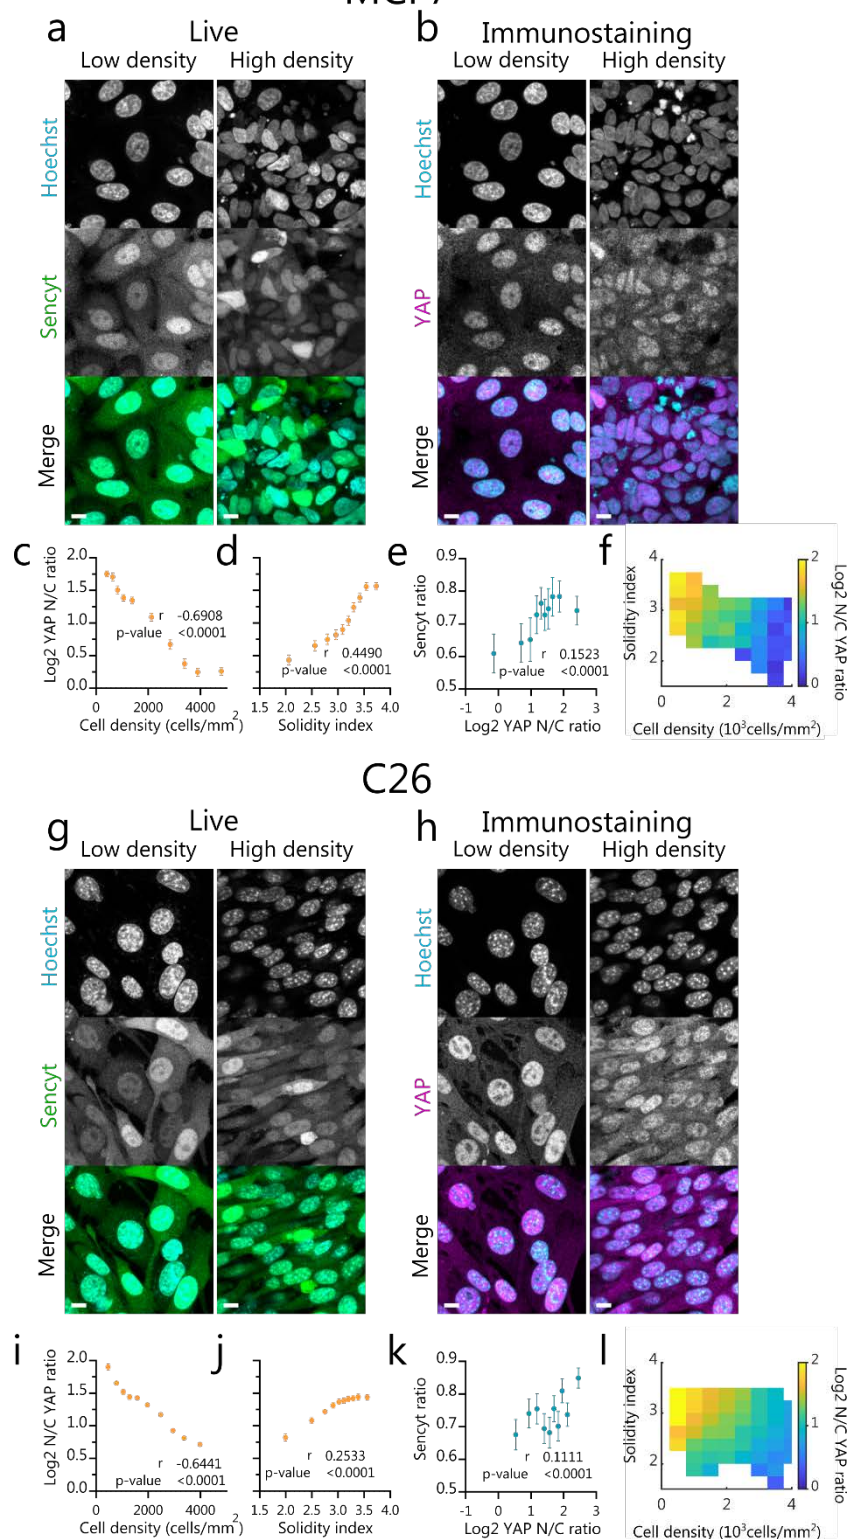 a
Live
b
Immunostaining
Low density
High density
Low density
High density
Hoechst
Hoechst
Sencyt
YAP
Merge
Merge
c
Log2 YAP N/C ratio
2.0
1.5
1.0
0.5
0.0
r -0.6908
p-value <0.0001
0 2000 4000
Cell density (cells/mm2)
d
r 0.4490
p-value <0.0001
1.5 2.0 2.5 3.0 3.5 4.0
Solidity index
e
Sencyt ratio
0.9
0.8
0.7
0.6
0.5
r 0.1523
p-value <0.0001
-1 0 1 2 3
Log2 YAP N/C ratio
f
Solidity index
4
3
2
0 2 4
Cell density (103cells/mm2)
2
1
0
Log2 N/C YAP ratio
C26
g
Live
h
Immunostaining
Low density
High density
Low density
High density
Hoechst
Hoechst
Sencyt
YAP
Merge
Merge
i
Log2 N/C YAP ratio
2.0
1.5
1.0
0.5
0.0
r -0.6441
p-value <0.0001
0 2000 4000
Cell density (cells/mm2)
j
r 0.2533
p-value <0.0001
1.5 2.0 2.5 3.0 3.5 4.0
Solidity index
k
Sencyt ratio
0.9
0.8
0.7
0.6
0.5
r 0.1111
p-value <0.0001
-1 0 1 2 3
Log2 YAP N/C ratio
l
Solidity index
4
3
2
0 2 4
Cell density (103cells/mm2)
2
1
0
Log2 N/C YAP ratio